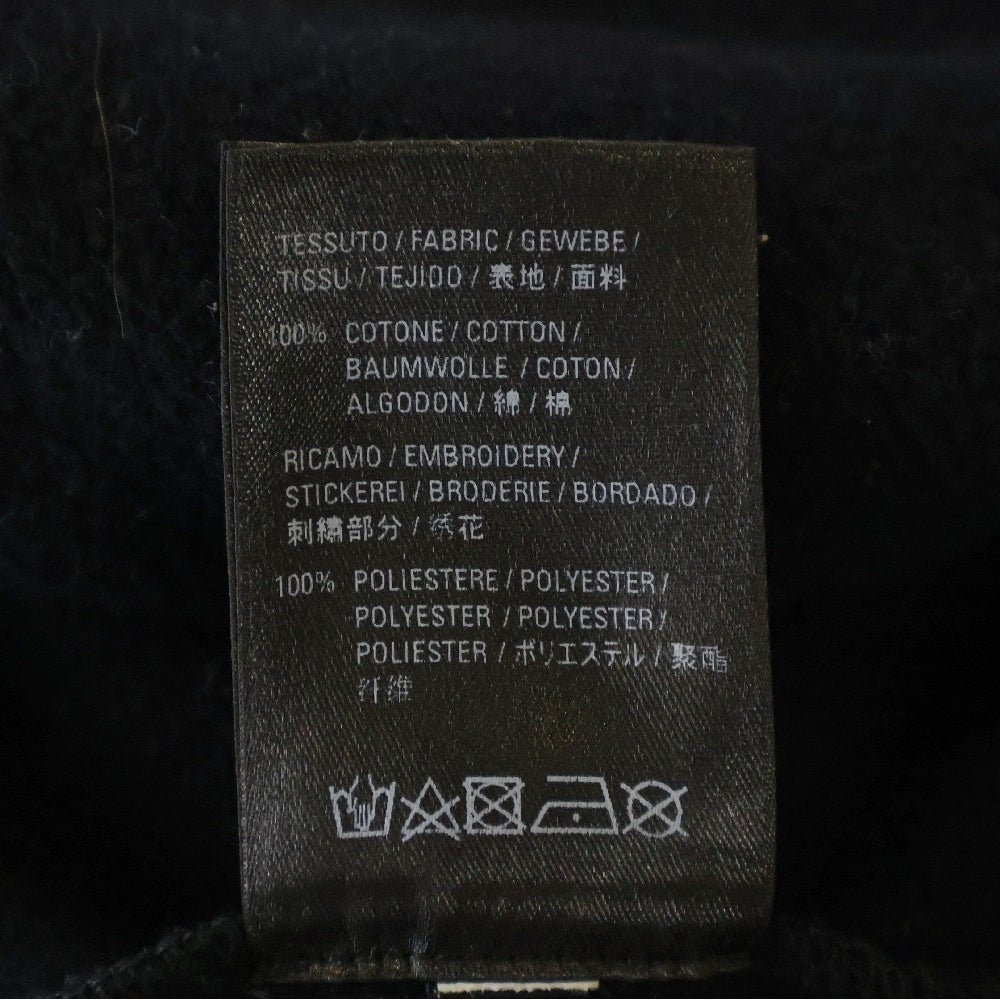 TESSUTO / FABRIC / GEWEBE /
TISSU / TEJIDO / 表地 / 面料
100% COTONE / COTTON /
BAUMWOLLE / COTON /
ALGODON / 綿 / 棉
RICAMO / EMBROIDERY /
STICKEREI / BRODERIE / BORDADO /
刺繍部分 / 绣花
100% POLIESTERE / POLYESTER /
POLYESTER / POLYESTER /
POLIESTER / ポリエステル / 聚酯
纤维